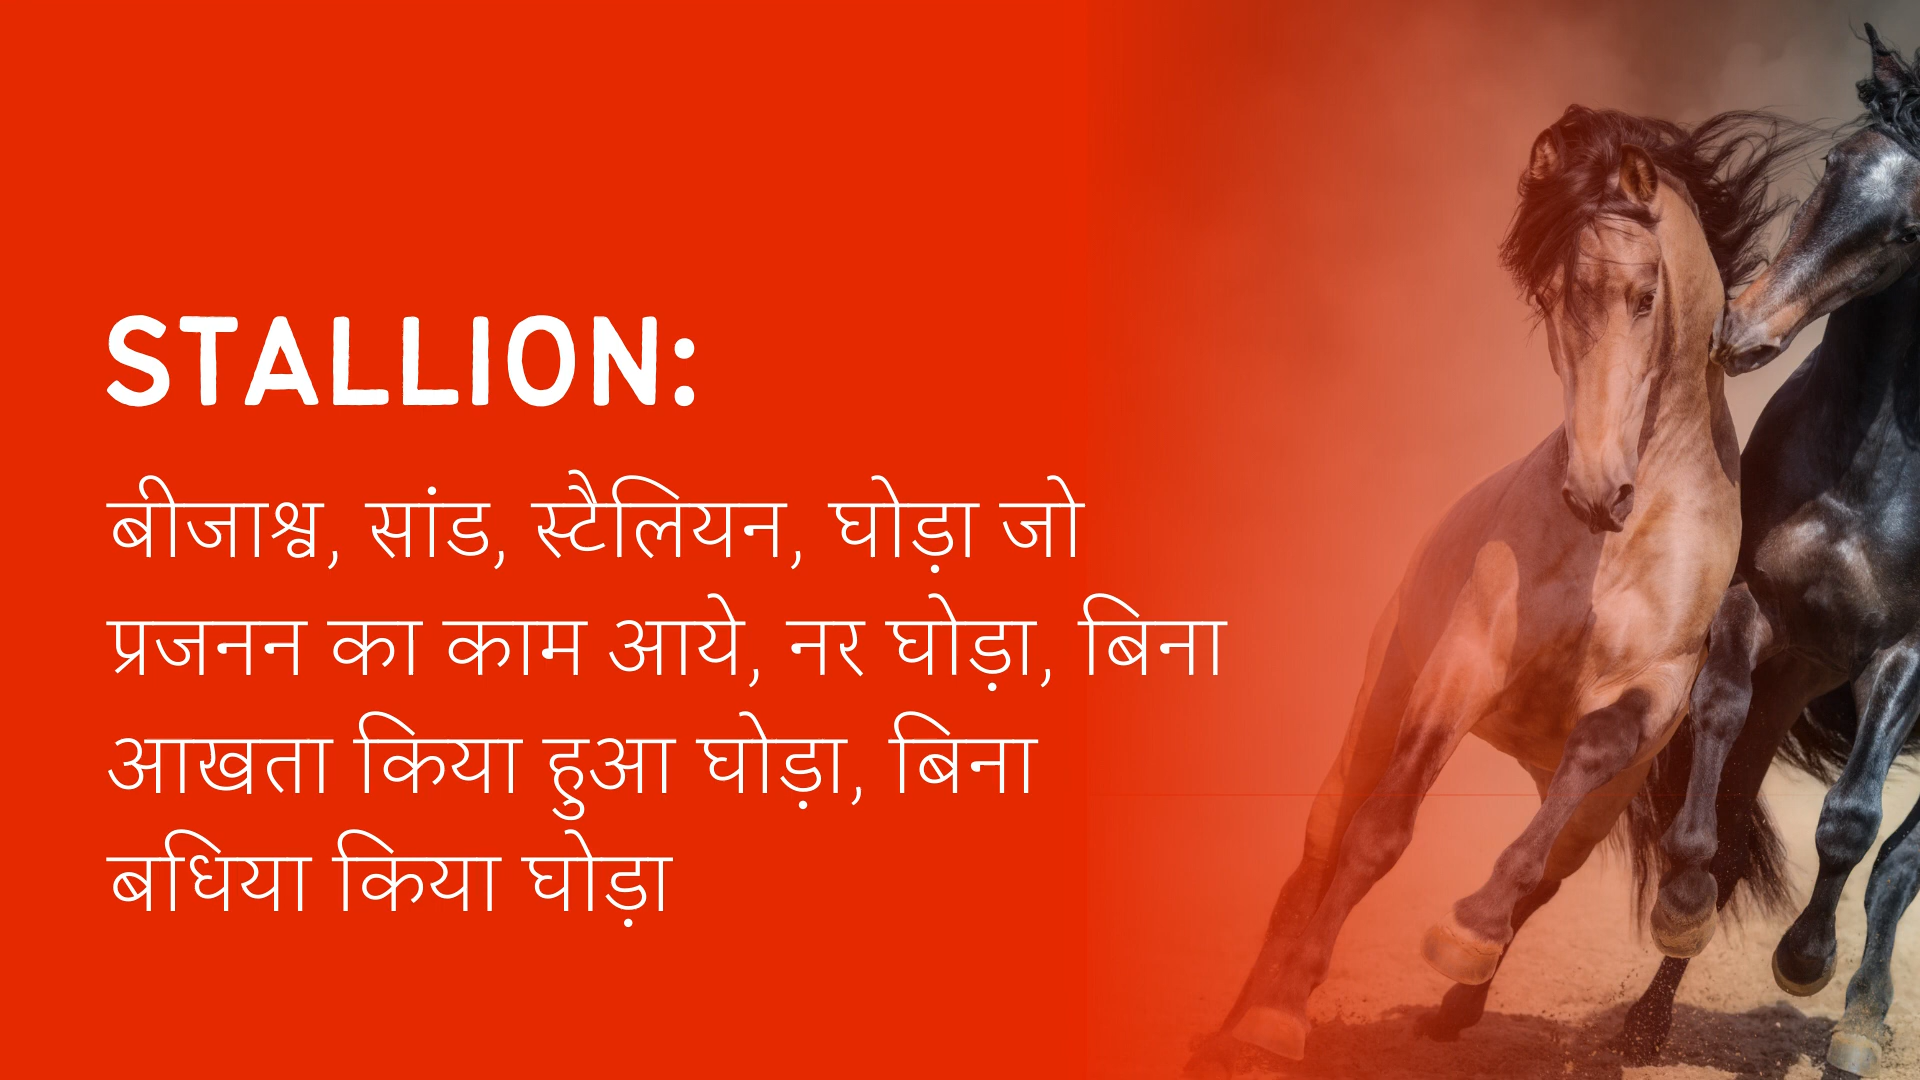 STALLION:
बीजाश्व, सांड, स्टैलियन, घोड़ा जो
प्रजनन का काम आये, नर घोड़ा, बिना
आखता किया हुआ घोड़ा, बिना
बधिया किया घोड़ा